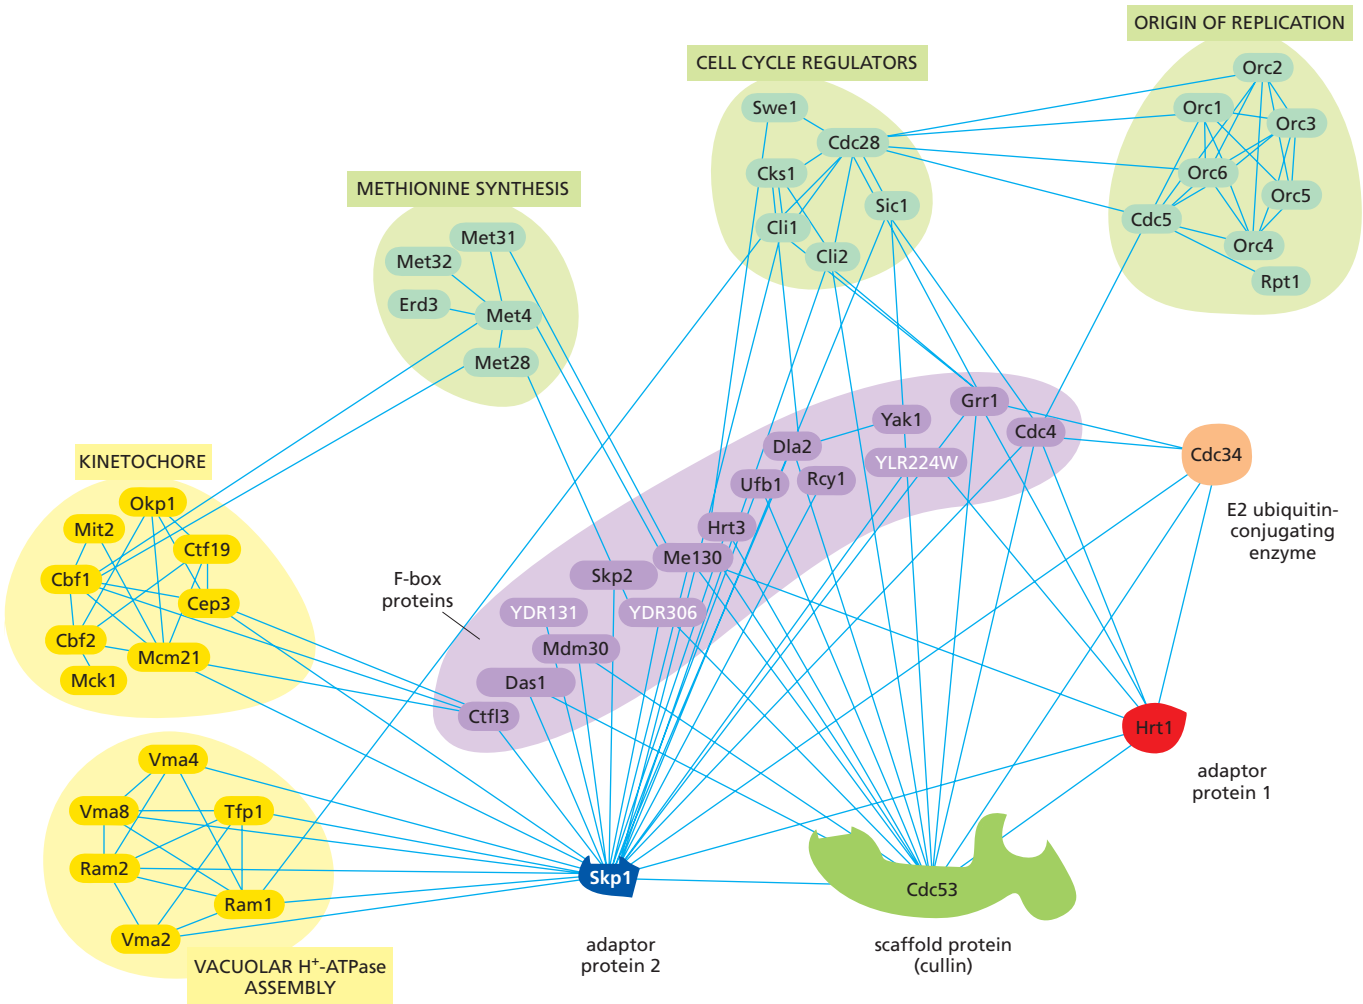 ORIGIN OF REPLICATION
Orc2
Orc1
Orc3
Orc6
Orc5
Cdc5
Orc4
Rpt1
CELL CYCLE REGULATORS
Swe1
Cdc28
Cks1
Sic1
Cli1
Cli2
METHIONINE SYNTHESIS
Met31
Met32
Erd3
Met4
Met28
KINETOCHORE
Okp1
Mit2
Ctf19
Cbf1
Cep3
Cbf2
Mcm21
Mck1
F-box
proteins
Grr1
Yak1
Cdc4
Dla2
YLR224W
Ufb1
Rcy1
Hrt3
Me130
Skp2
YDR131
YDR306
Mdm30
Das1
Ctfl3
Cdc34
E2 ubiquitin-
conjugating
enzyme
Hrt1
adaptor
protein 1
Vma4
Vma8
Tfp1
Ram2
Ram1
Vma2
VACUOLAR H⁺-ATPase
ASSEMBLY
Skp1
adaptor
protein 2
Cdc53
scaffold protein
(cullin)